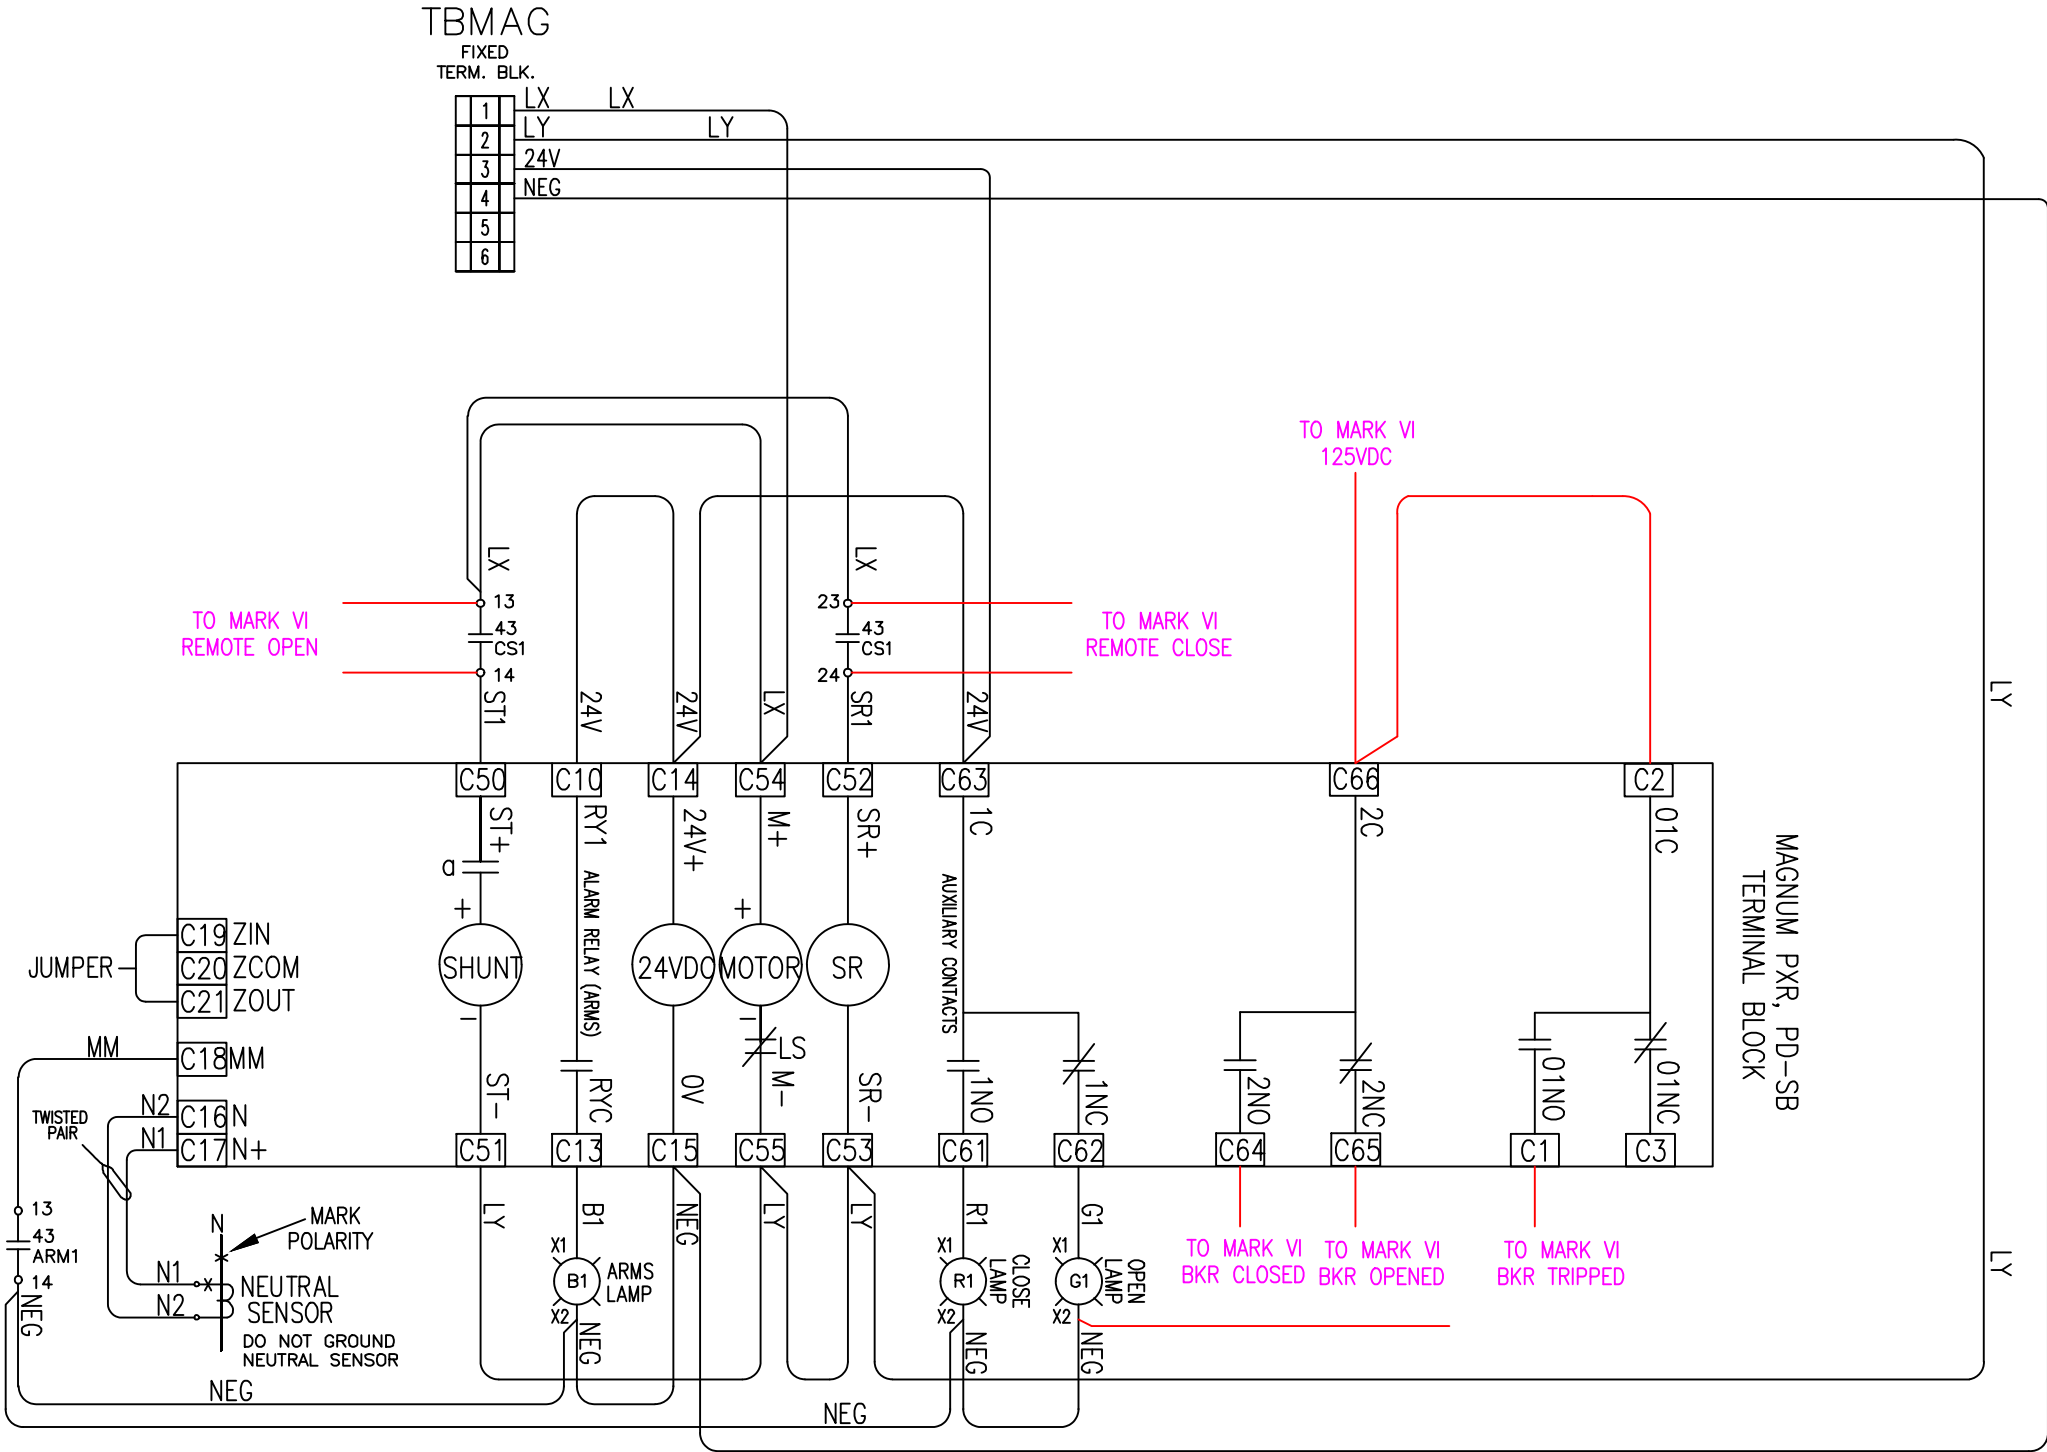 TBMAG
FIXED
TERM. BLK.
1
LX
LX
2
LY
LY
3
24V
4
NEG
5
6
TO MARK VI
125VDC
LX
LX
13
23
TO MARK VI
REMOTE OPEN
43
CS1
43
CS1
TO MARK VI
REMOTE CLOSE
14
24
ST1
24V
24V
LX
SR1
24V
LY
C50
C10
C14
C54
C52
C63
C66
C2
ST+
RY1
24V+
M+
SR+
1C
2C
01C
a
ALARM RELAY (ARMS)
AUXILIARY CONTACTS
MAGNUM PXR, PD-SB
TERMINAL BLOCK
+
+
C19 ZIN
C20 ZCOM
C21 ZOUT
JUMPER
SHUNT
24VDC
MOTOR
SR
-
-
LS
MM
C18 MM
ST-
RYC
0V
M-
SR-
1NO
1NC
2NO
2NC
01NO
01NC
N2
C16 N
N1
C17 N+
TWISTED
PAIR
C51
C13
C15
C55
C53
C61
C62
C64
C65
C1
C3
LY
B1
NEG
LY
LY
R1
G1
13
43
ARM1
14
NEG
N
MARK
POLARITY
N1
N2
NEUTRAL
SENSOR
DO NOT GROUND
NEUTRAL SENSOR
X1
B1
X2
ARMS
LAMP
NEG
X1
R1
X2
CLOSE
LAMP
NEG
X1
G1
X2
OPEN
LAMP
NEG
TO MARK VI
BKR CLOSED
TO MARK VI
BKR OPENED
TO MARK VI
BKR TRIPPED
LY
NEG
NEG